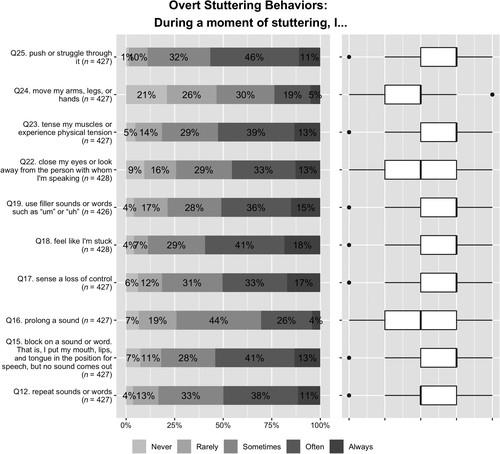 Overt Stuttering Behaviors:
During a moment of stuttering, I...
Q25. push or struggle through
it (n = 427)
1% 10% 32% 46% 11%
Q24. move my arms, legs, or
hands (n = 427)
21% 26% 30% 19% 5%
Q23. tense my muscles or
experience physical tension
(n = 427)
5% 14% 29% 39% 13%
Q22. close my eyes or look
away from the person with whom
I'm speaking (n = 428)
9% 16% 29% 33% 13%
Q19. use filler sounds or words
such as "um" or "uh" (n = 426)
4% 17% 28% 36% 15%
Q18. feel like I'm stuck
(n = 428)
4% 7% 29% 41% 18%
Q17. sense a loss of control
(n = 427)
6% 12% 31% 33% 17%
Q16. prolong a sound (n = 427)
7% 19% 44% 26% 4%
Q15. block on a sound or word.
That is, I put my mouth, lips,
and tongue in the position for
speech, but no sound comes out
(n = 427)
7% 11% 28% 41% 13%
Q12. repeat sounds or words
(n = 427)
4% 13% 33% 38% 11%
0% 25% 50% 75% 100%
Never Rarely Sometimes Often Always